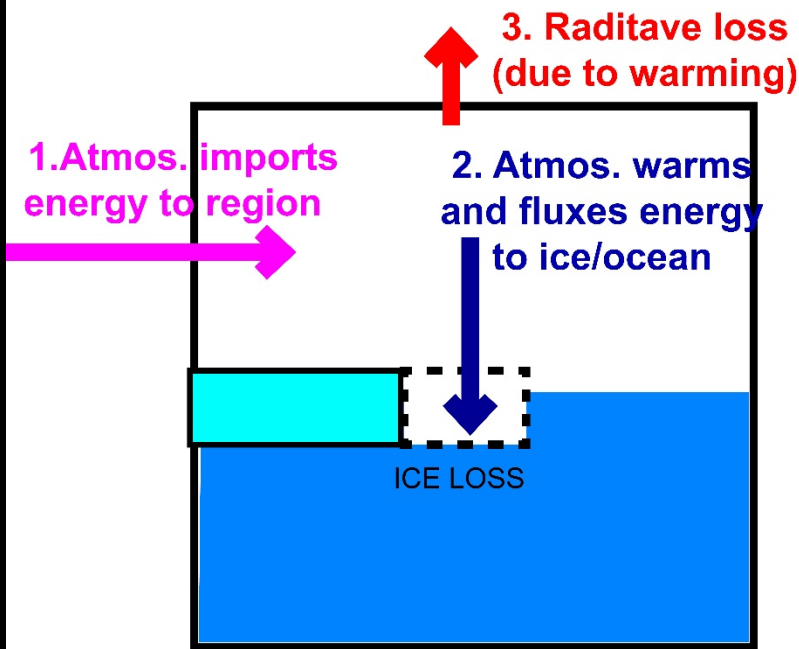 3. Raditave loss
(due to warming)
1.Atmos. imports
energy to region
2. Atmos. warms
and fluxes energy
to ice/ocean
ICE LOSS